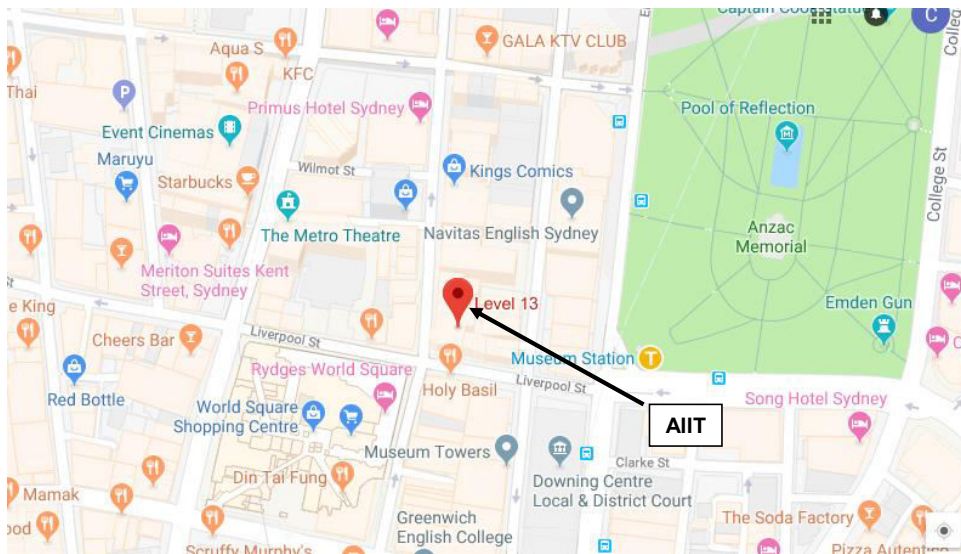 Captain Cook Statue
C
College
Aqua S
GALA KTV CLUB
KFC
Thai
P
Primus Hotel Sydney
Pool of Reflection
Event Cinemas
Maruyu
Wilmot St
Kings Comics
Starbucks
College St
The Metro Theatre
Navitas English Sydney
Anzac
Memorial
Meriton Suites Kent
Street, Sydney
Level 13
e King
Emden Gun
Cheers Bar
Liverpool St
Museum Station
T
Rydges World Square
Holy Basil
Liverpool St
Red Bottle
Song Hotel Sydney
World Square
Shopping Centre
AIIT
Museum Towers
Clarke St
Din Tai Fung
Downing Centre
Local & District Court
Mamak
Greenwich
English College
The Soda Factory
ood
Scruffy Murphy's
Pizza Autentico